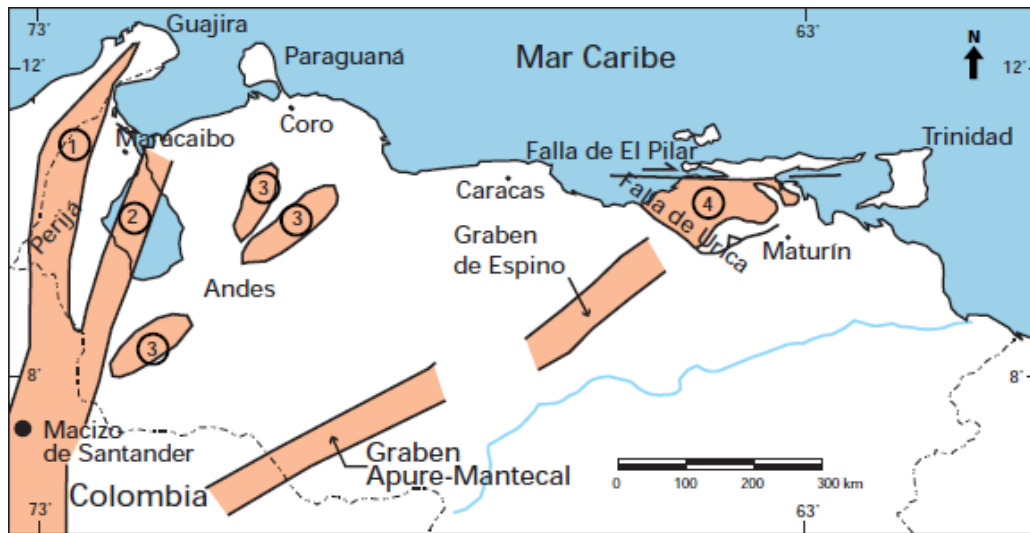 73°
Guajira
63°
12°
Paraguaná
Mar Caribe
N
12°
Maracaibo
Coro
Trinidad
1
Falla de El Pilar
3
Caracas
2
3
4
Perijá
Falla de Urica
Graben
de Espino
Maturín
Andes
3
8°
8°
Macizo
de Santander
Graben
Apure-Mantecal
Colombia
0 100 200 300 km
73°
63°